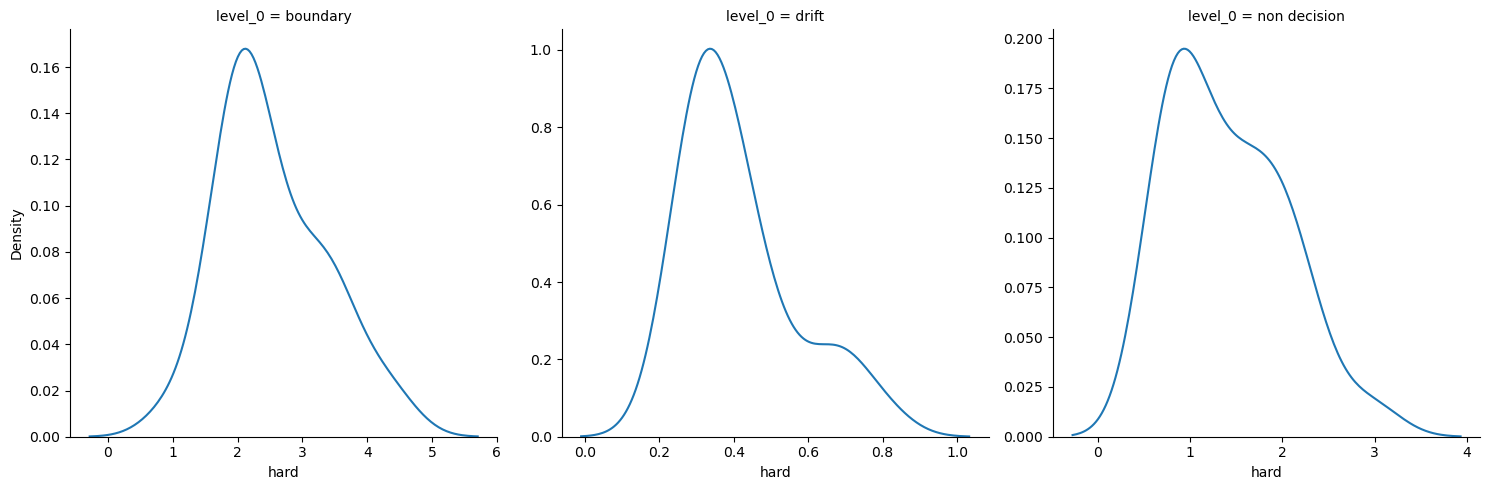 level_0 = boundary
level_0 = drift
level_0 = non decision
Density
0.16
0.14
0.12
0.10
0.08
0.06
0.04
0.02
0.00
0 1 2 3 4 5 6
hard
1.0
0.8
0.6
0.4
0.2
0.0
0.0 0.2 0.4 0.6 0.8 1.0
hard
0.200
0.175
0.150
0.125
0.100
0.075
0.050
0.025
0.000
0 1 2 3 4
hard